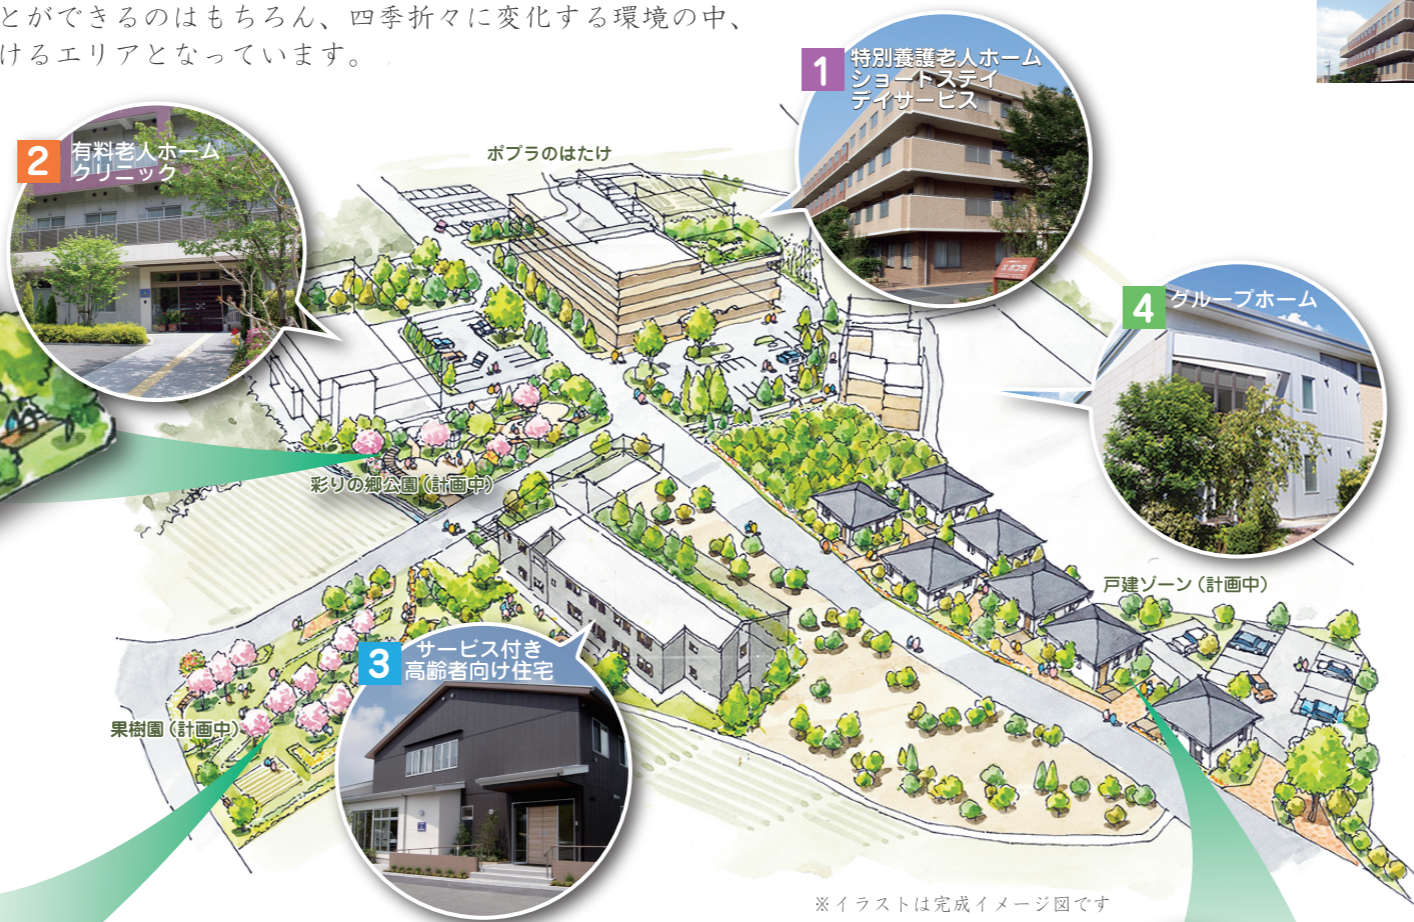 とができるのはもちろん、四季折々に変化する環境の中、
けるエリアとなっています。
1 特別養護老人ホーム
ショートステイ
デイサービス
2 有料老人ホーム
クリニック
ポプラのはたけ
4 グループホーム
彩りの郷公園(計画中)
戸建ゾーン(計画中)
3 サービス付き
高齢者向け住宅
果樹園(計画中)
※イラストは完成イメージ図です